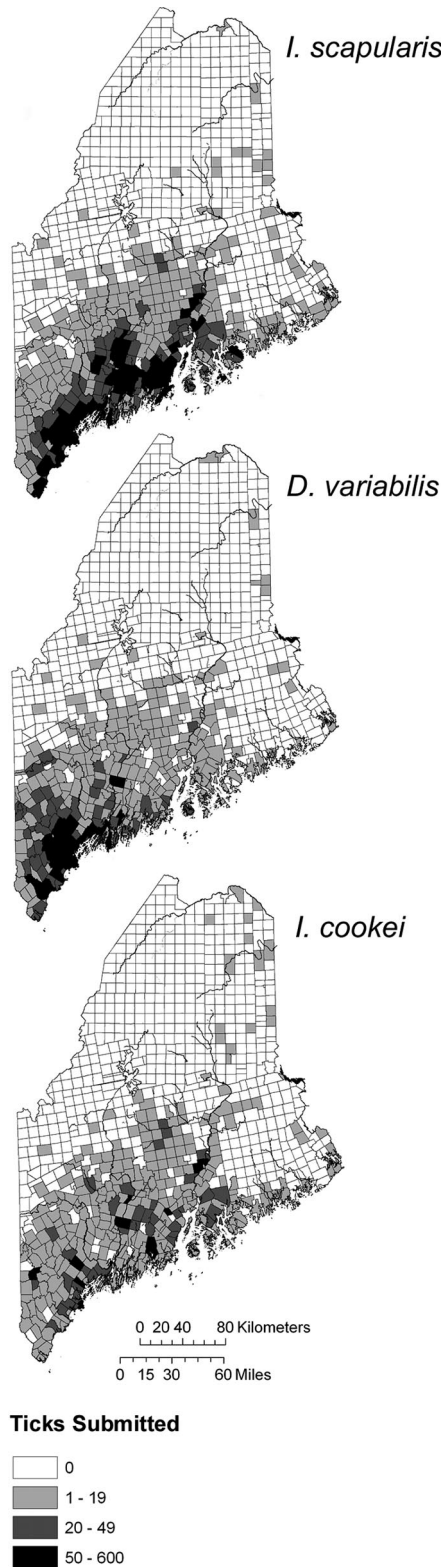 I. scapularis
D. variabilis
I. cookei
0 20 40 80 Kilometers
0 15 30 60 Miles
Ticks Submitted
0
1 - 19
20 - 49
50 - 600